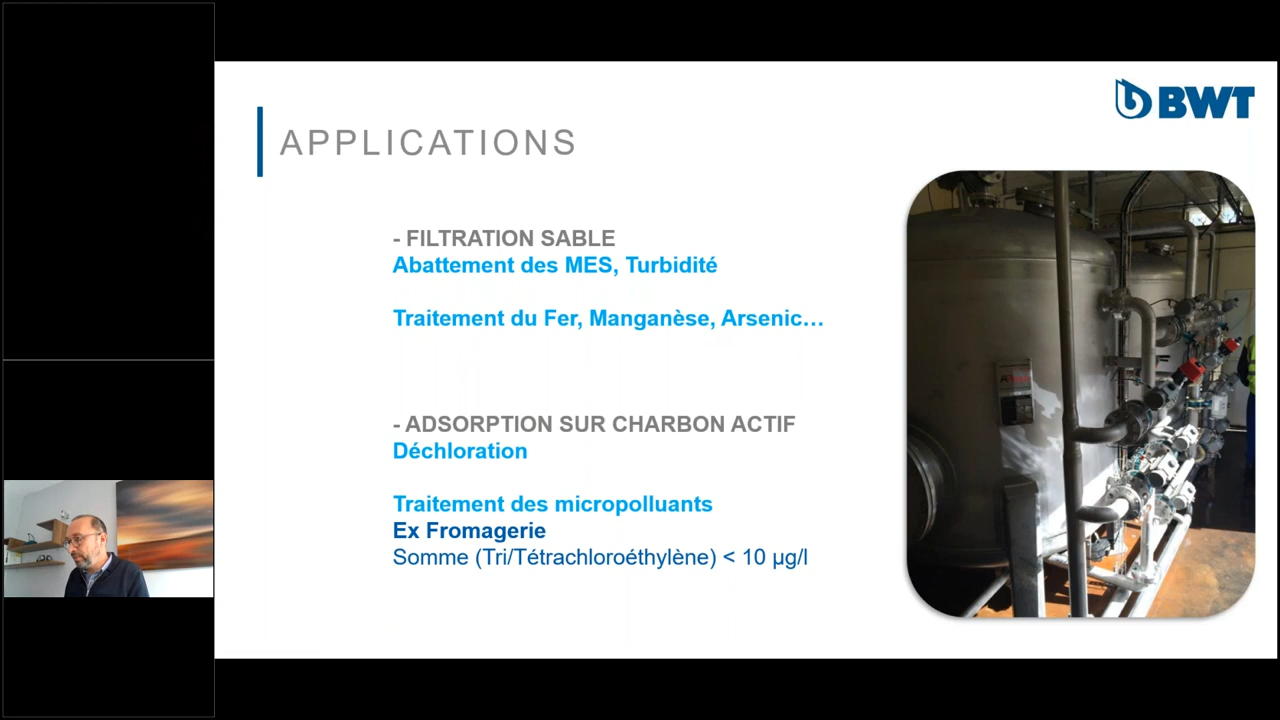 BWT
APPLICATIONS
- FILTRATION SABLE
Abattement des MES, Turbidité
Traitement du Fer, Manganèse, Arsenic…
- ADSORPTION SUR CHARBON ACTIF
Déchloration
Traitement des micropolluants
Ex Fromagerie
Somme (Tri/Tétrachloroéthylène) < 10 µg/l